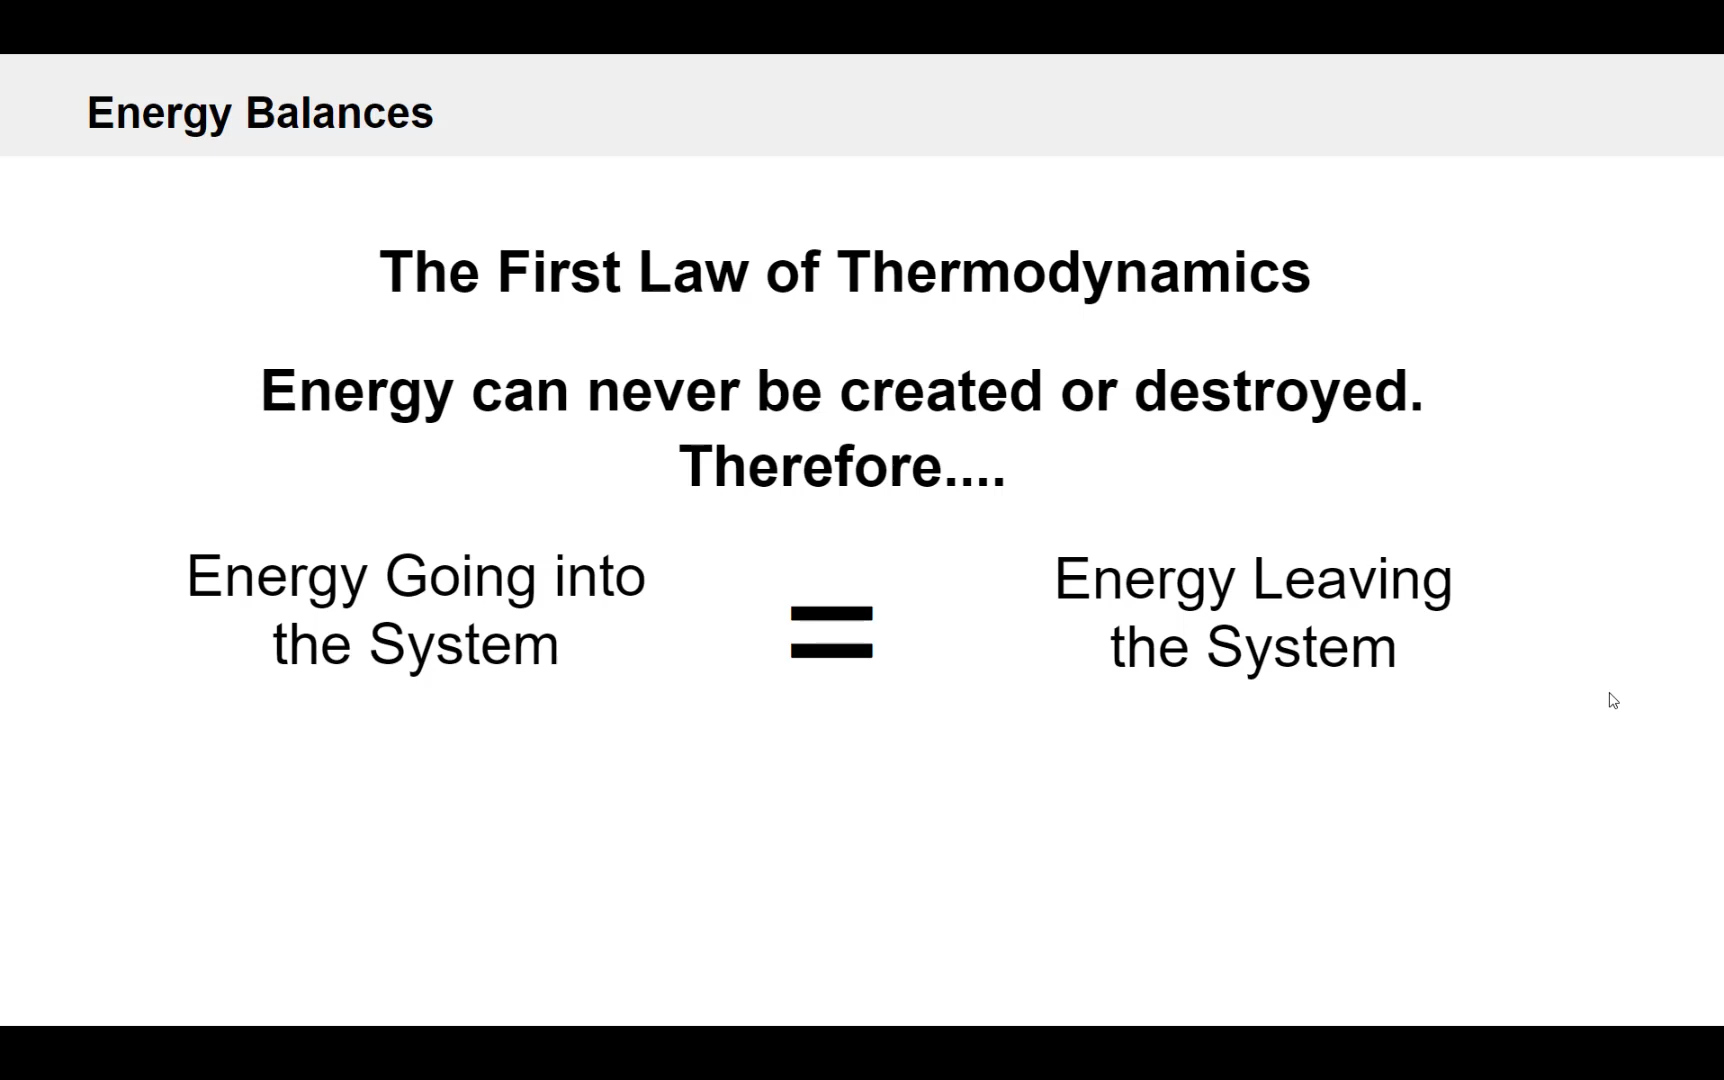 Energy Balances
The First Law of Thermodynamics
Energy can never be created or destroyed.
Therefore....
Energy Going into
the System
=
Energy Leaving
the System